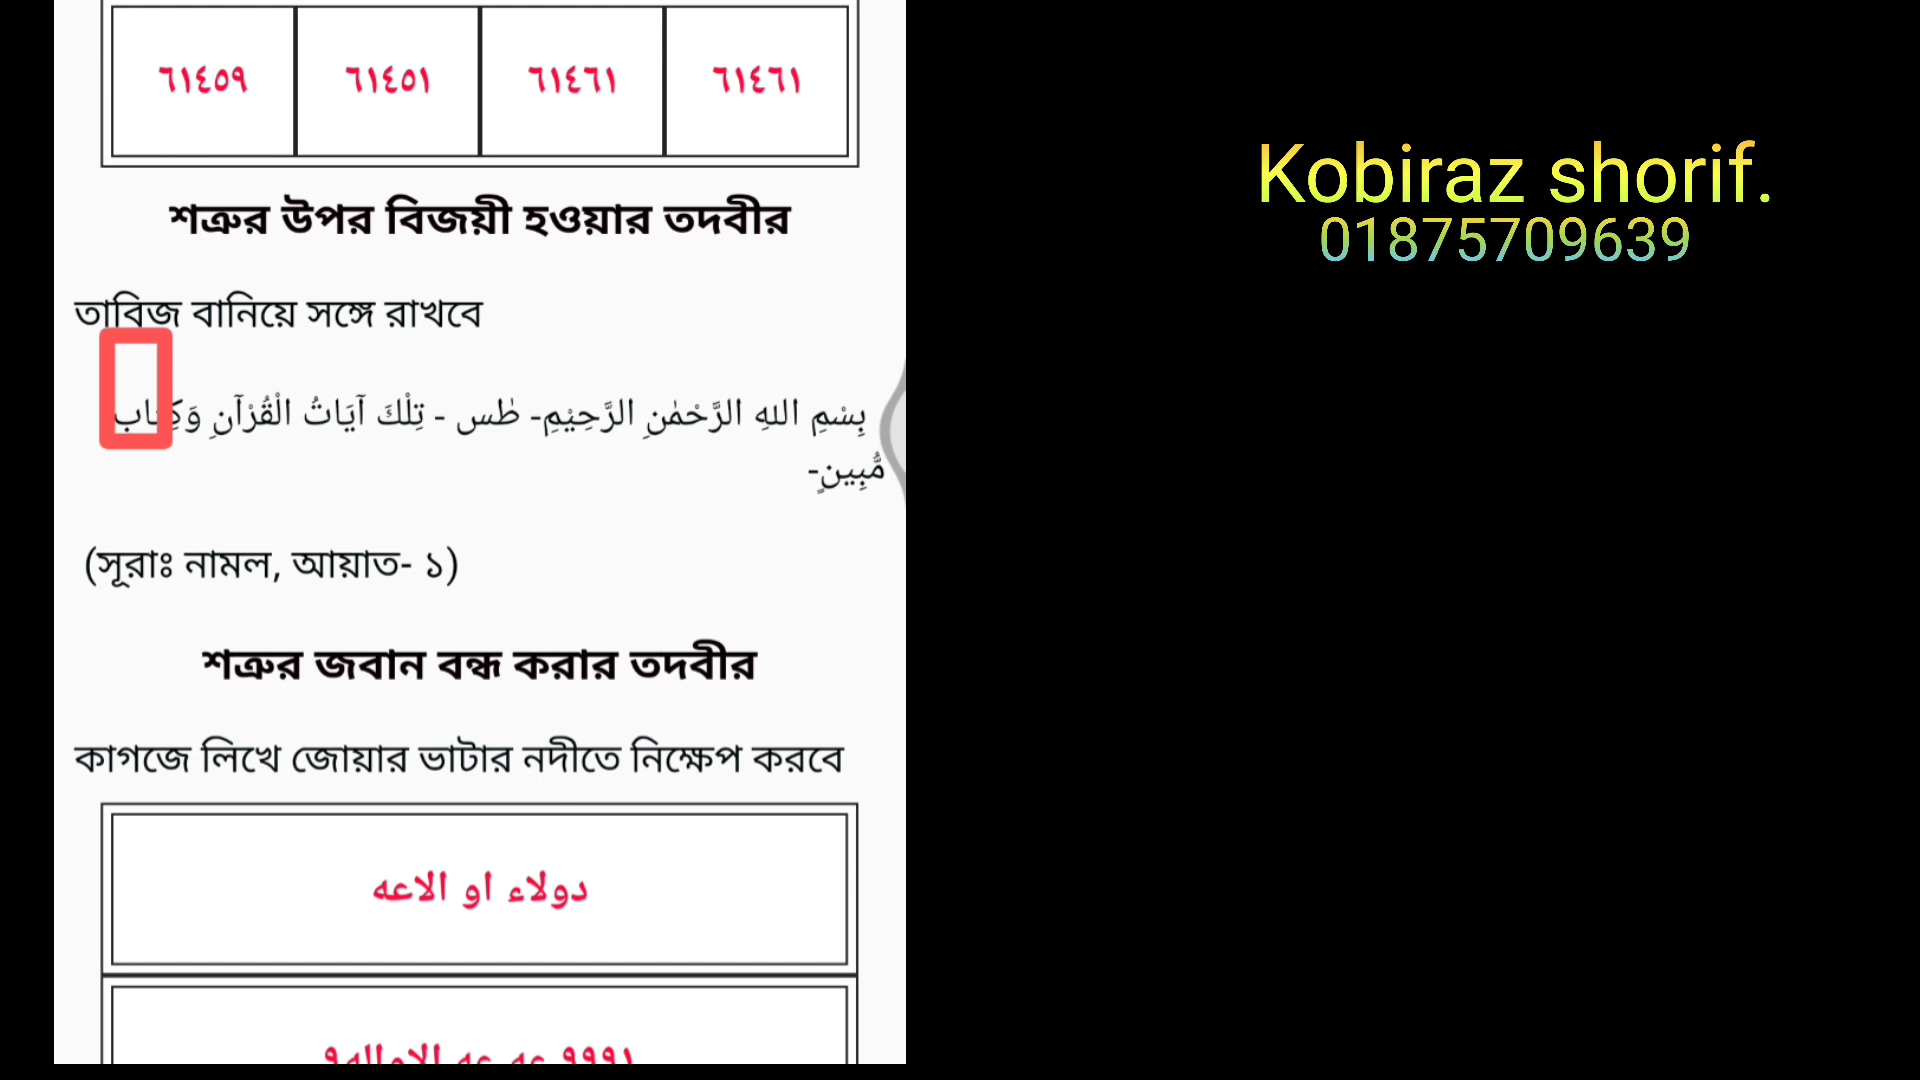 ٦١٤٥٩ ٦١٤٥١ ٦١٤٦١ ٦١٤٦١
শত্রুর উপর বিজয়ী হওয়ার তদবীর
তাবিজ বানিয়ে সঙ্গে রাখবে
بِسْمِ اللهِ الرَّحْمٰنِ الرَّحِيْمِ- طٰس - تِلْكَ آيَاتُ الْقُرْآنِ وَكِتَاب
مُّبِينٍ-
(সূরাঃ নামল, আয়াত- ১)
শত্রুর জবান বন্ধ করার তদবীর
কাগজে লিখে জোয়ার ভাটার নদীতে নিক্ষেপ করবে
دولاء او الاعه
Kobiraz shorif.
01875709639